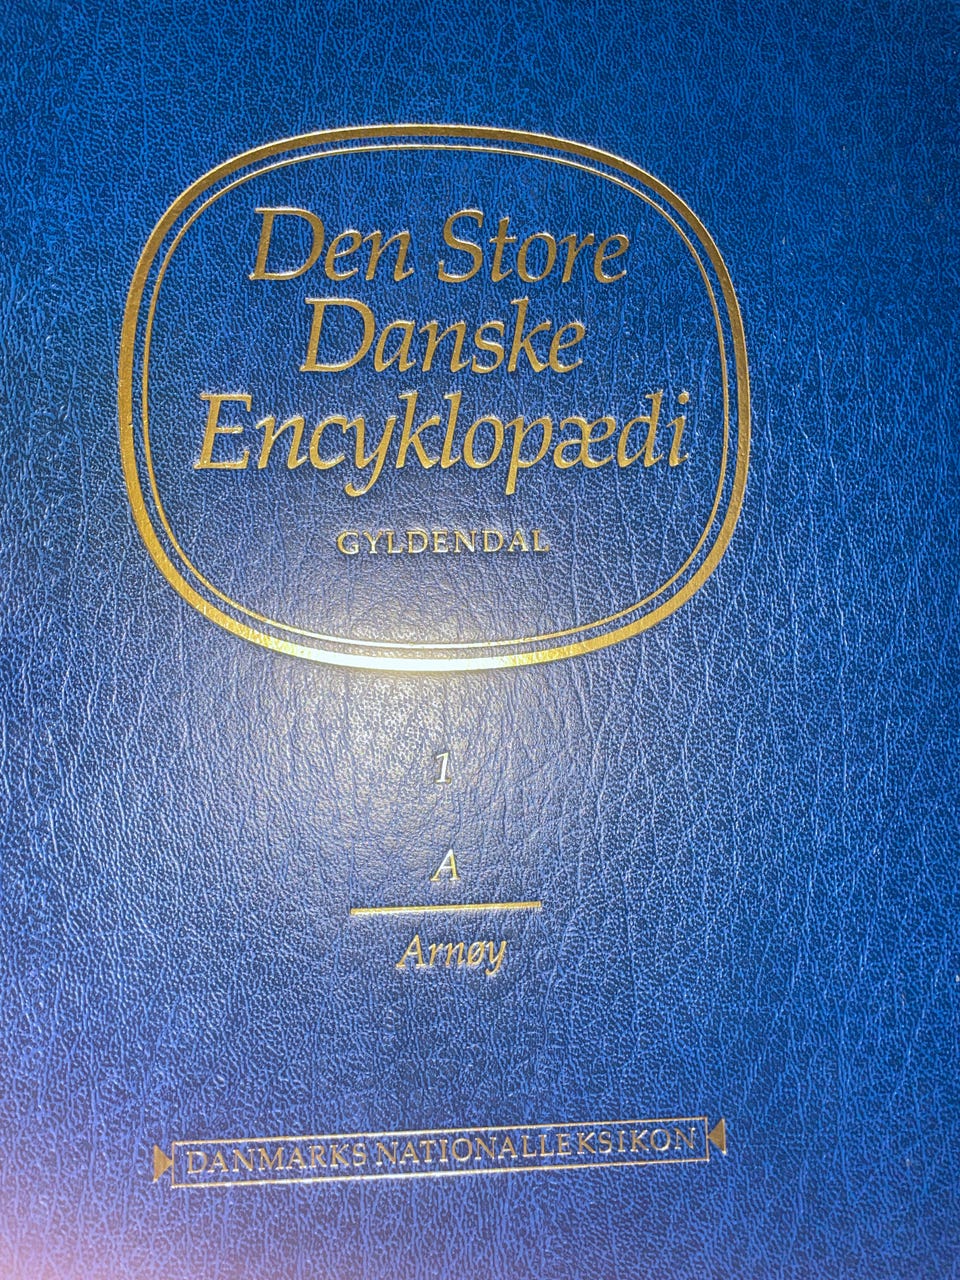 Den Store
Danske
Encyklopædi
GYLDENDAL
1
A
Arnøy
DANMARKS NATIONALLEKSIKON